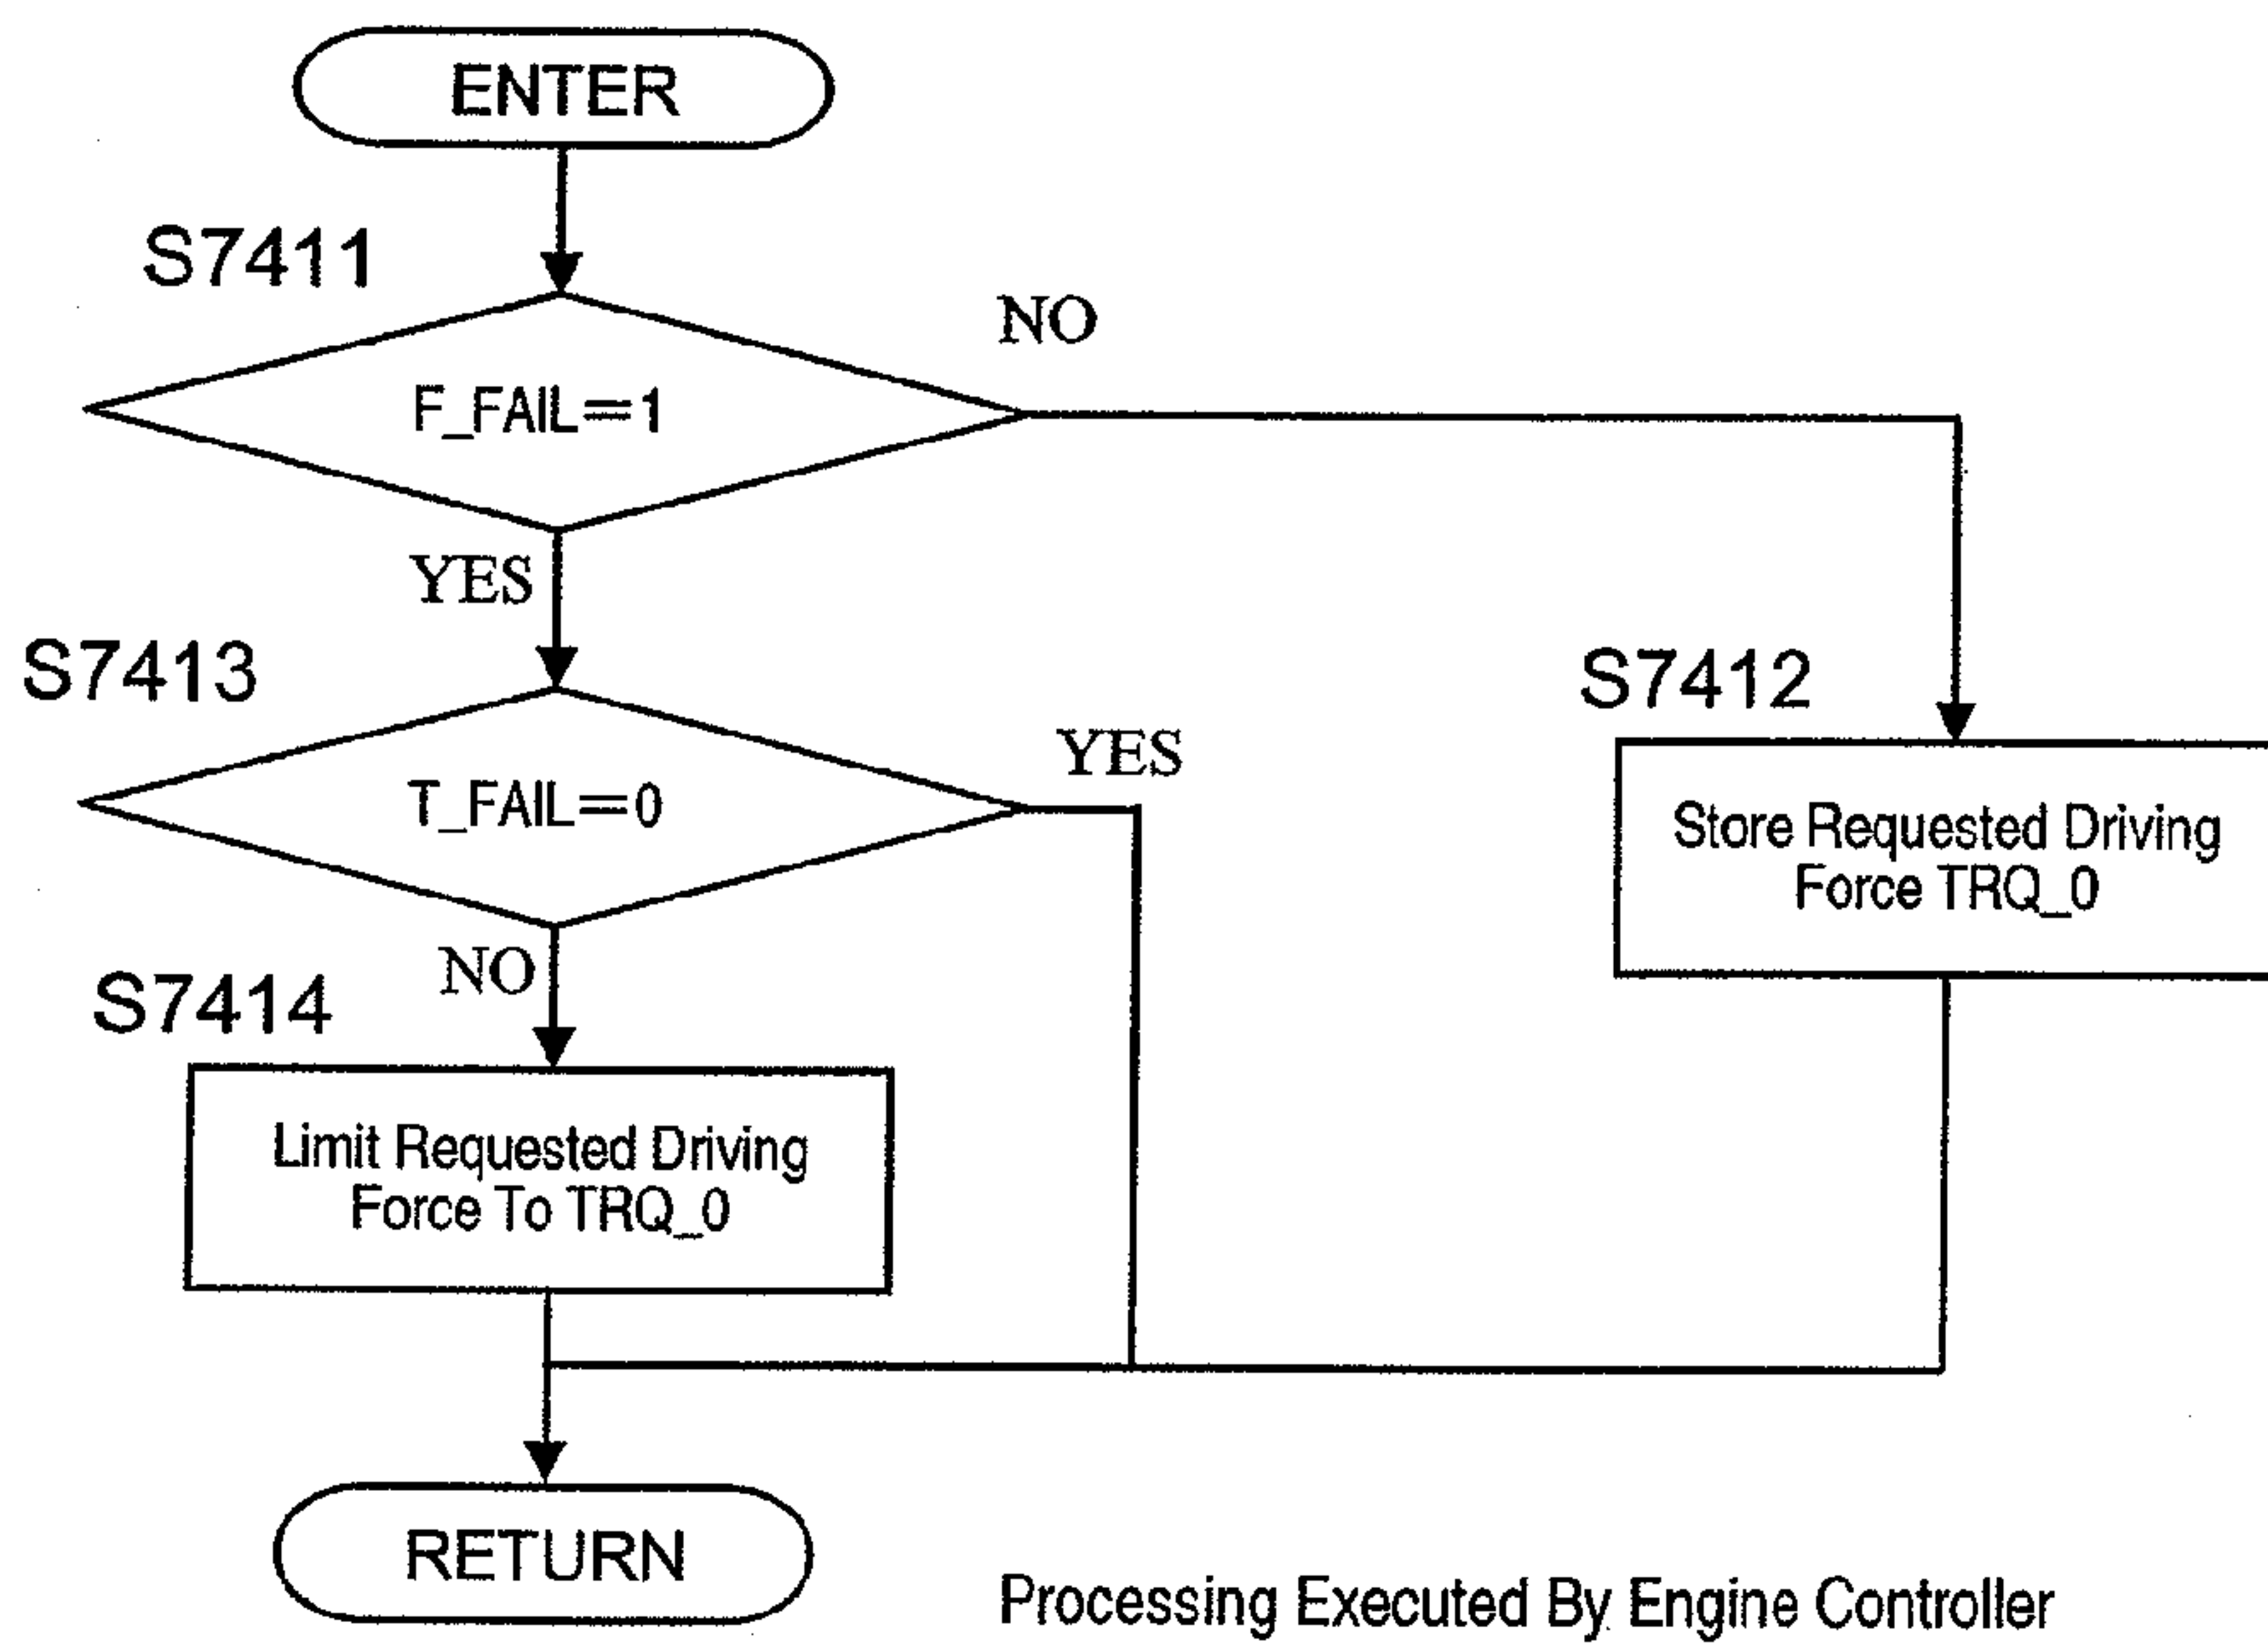 ENTER
S7411
F_FAIL=1
NO
YES
S7413
T_FAIL=0
YES
S7412
Store Requested Driving
Force TRQ_0
NO
S7414
Limit Requested Driving
Force To TRQ_0
RETURN
Processing Executed By Engine Controller